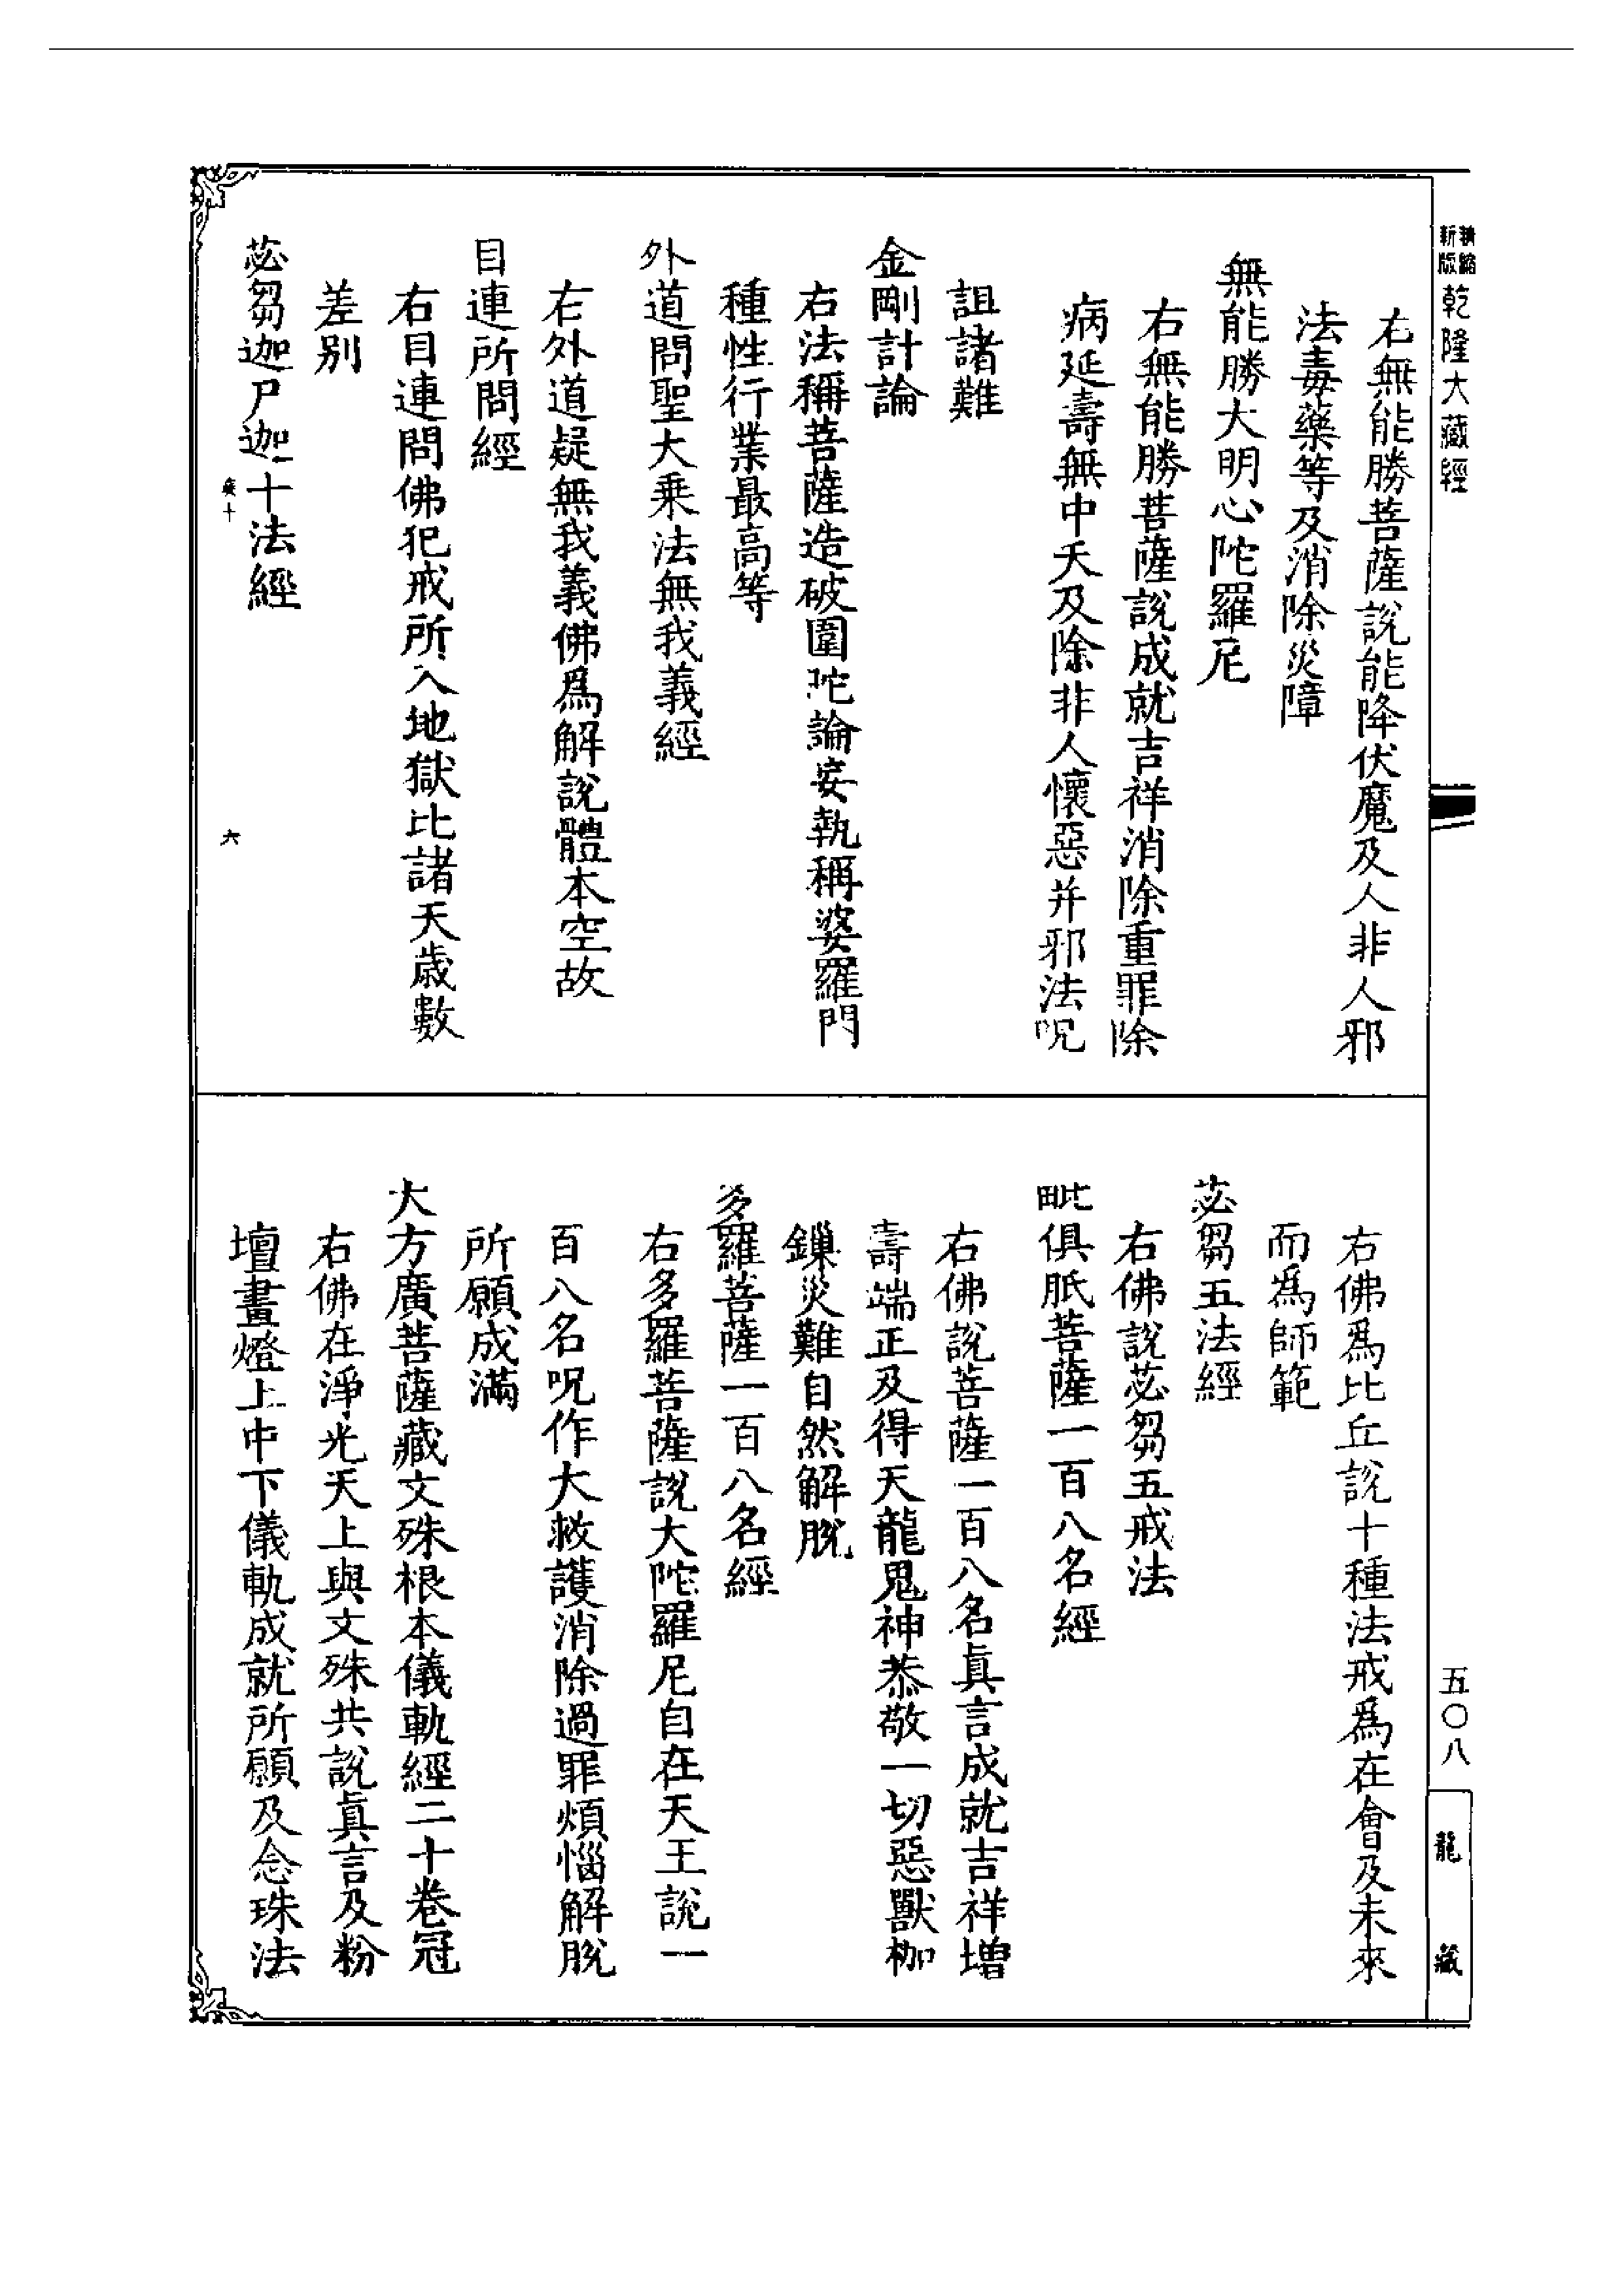 精縮
新版
乾隆大藏經
右無能勝菩薩說能降伏魔及人非人邪
法毒藥等及消除災障
無能勝大明心陀羅尼
右無能勝菩薩說成就吉祥消除重罪除
病延壽無中夭及除非人懷惡并邪法呪
詛諸難
金剛計論
右法稱菩薩造破圍陀論妄執稱婆羅門
種性行業最高等
外道問聖大乘法無我義經
右外道疑無我義佛爲解說體本空故
目連所問經
右目連問佛犯戒所入地獄比諸天歲數
差別
苾芻迦尸迦十法經
六
右佛爲比丘說十種法戒爲在會及未來
而爲師範
苾芻五法經
右佛說苾芻五戒法
毗俱胝菩薩一百八名經
右佛說菩薩一百八名眞言成就吉祥增
壽端正及得天龍鬼神恭敬一切惡獸枷
鏁災難自然解脫
多羅菩薩一百八名經
右多羅菩薩說大陀羅尼自在天王說一
百八名呪作大救護消除過罪煩惱解脫
所願成滿
大方廣菩薩藏文殊根本儀軌經二十卷冠
右佛在淨光天上與文殊共說眞言及粉
壇畫燈上中下儀軌成就所願及念珠法
五〇八
龍藏